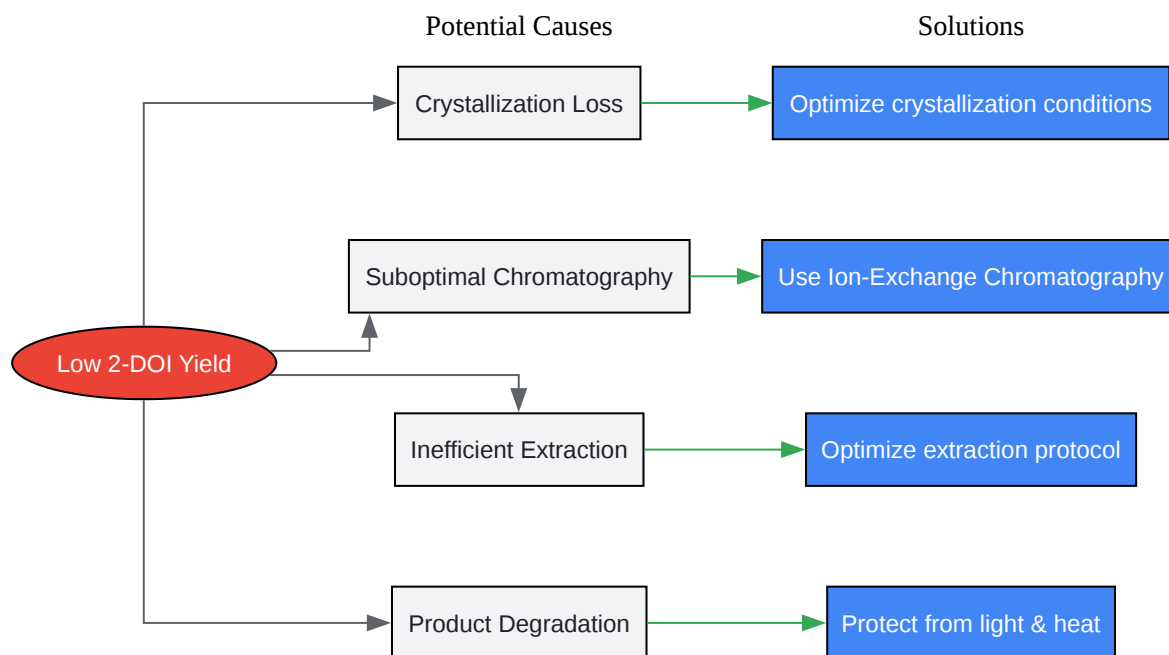 Potential Causes
Solutions
Crystallization Loss
Optimize crystallization conditions
Suboptimal Chromatography
Use Ion-Exchange Chromatography
Low 2-DOI Yield
Inefficient Extraction
Optimize extraction protocol
Product Degradation
Protect from light & heat